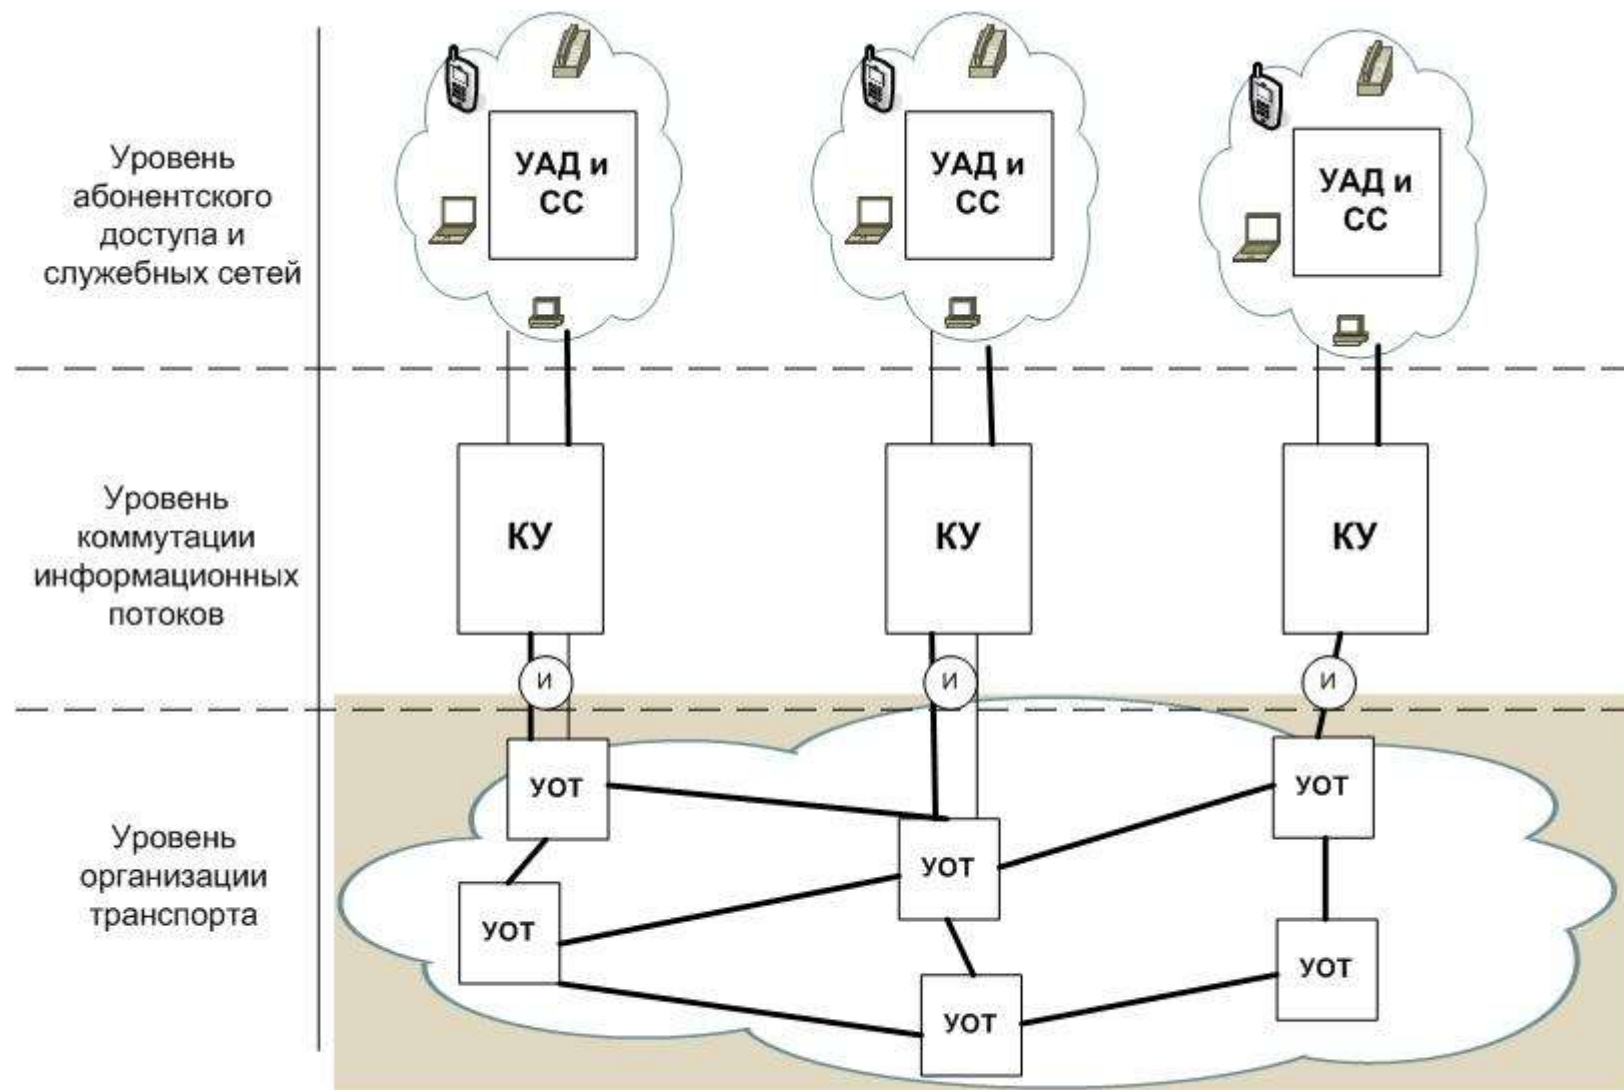 УАД и
СС
УАД и
СС
УАД и
СС
Уровень
абонентского
доступа и
служебных сетей
Уровень
коммутации
информационных
потоков
КУ
КУ
КУ
И
И
И
Уровень
организации
транспорта
УОТ
УОТ
УОТ
УОТ
УОТ
УОТ